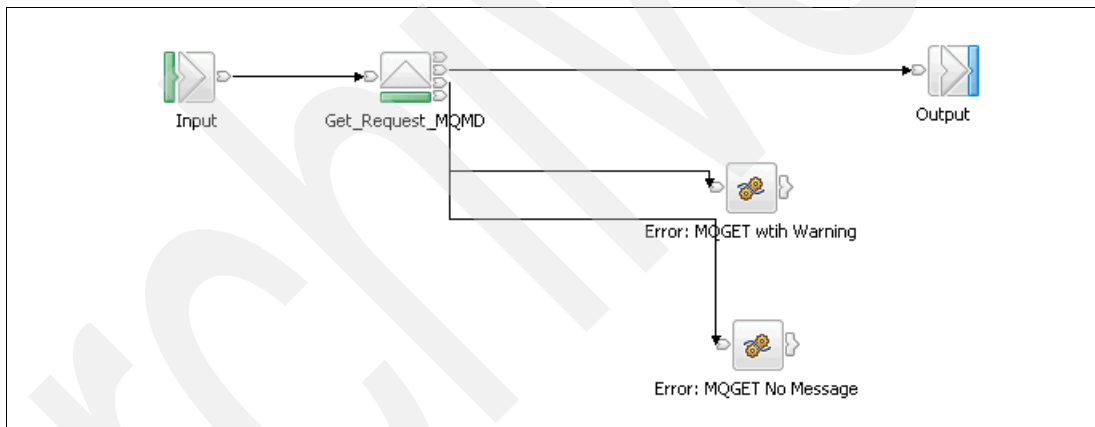 Input
Get_Request_MQMD
Output
Error: MQGET wtih Warning
Error: MQGET No Message